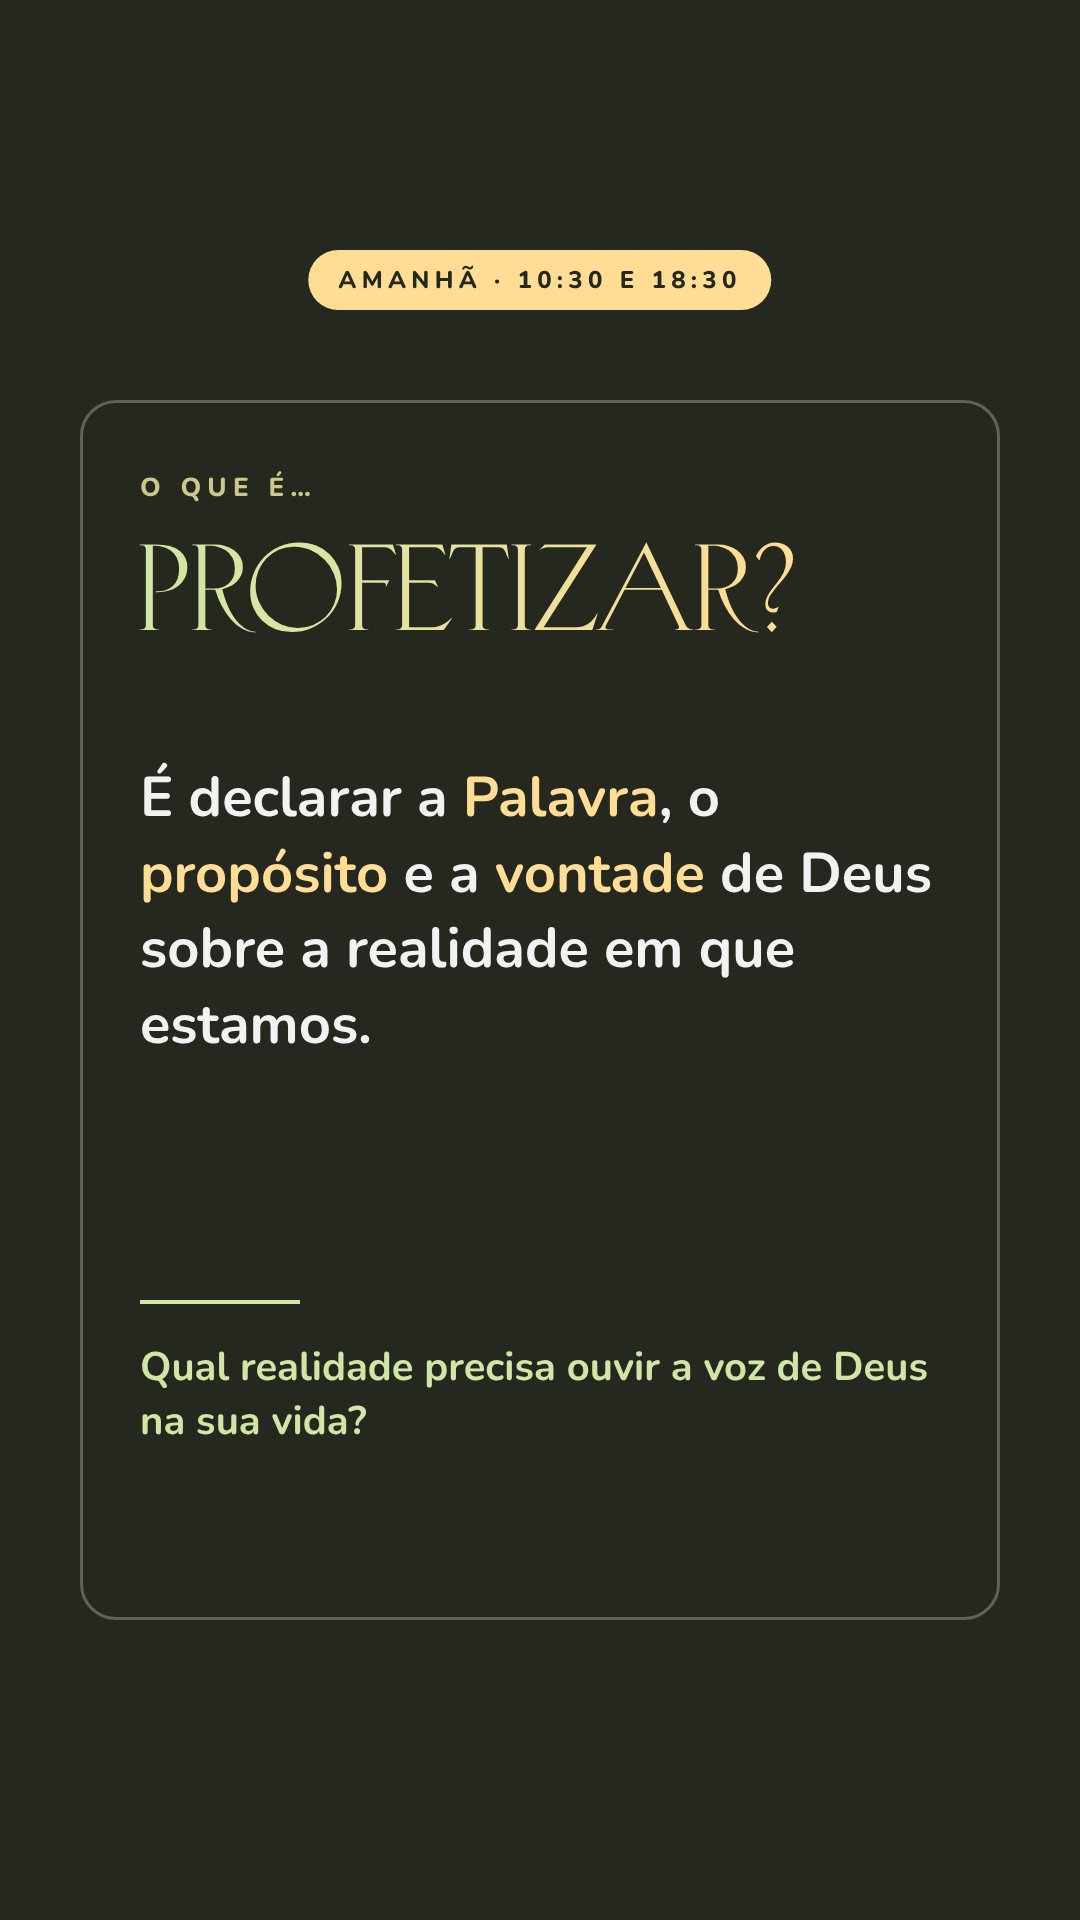 AMANHÃ · 10:30 E 18:30
O QUE É...
PROFETIZAR?
É declarar a Palavra, o
propósito e a vontade de Deus
sobre a realidade em que
estamos.
Qual realidade precisa ouvir a voz de Deus
na sua vida?